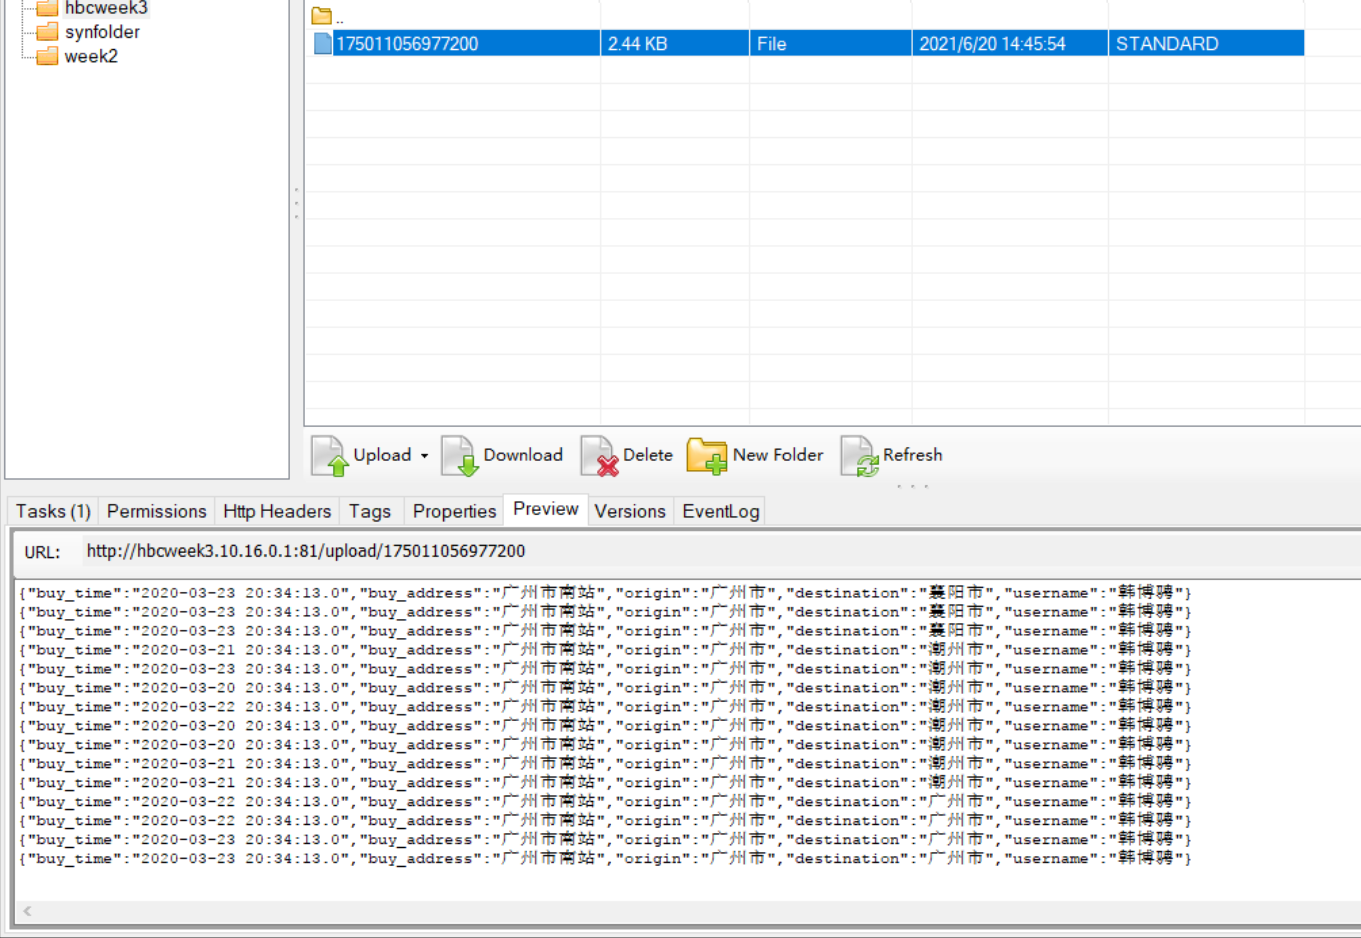 hbcweek3
synfolder
week2
..
175011056977200 2.44 KB File 2021/6/20 14:45:54 STANDARD
Upload Download Delete New Folder Refresh
Tasks (1) Permissions Http Headers Tags Properties Preview Versions EventLog
URL: http://hbcweek3.10.16.0.1:81/upload/175011056977200
{"buy_time":"2020-03-23 20:34:13.0","buy_address":"广州市南站","origin":"广州市","destination":"襄阳市","username":"韩博骋"}
{"buy_time":"2020-03-23 20:34:13.0","buy_address":"广州市南站","origin":"广州市","destination":"襄阳市","username":"韩博骋"}
{"buy_time":"2020-03-23 20:34:13.0","buy_address":"广州市南站","origin":"广州市","destination":"襄阳市","username":"韩博骋"}
{"buy_time":"2020-03-21 20:34:13.0","buy_address":"广州市南站","origin":"广州市","destination":"潮州市","username":"韩博骋"}
{"buy_time":"2020-03-23 20:34:13.0","buy_address":"广州市南站","origin":"广州市","destination":"潮州市","username":"韩博骋"}
{"buy_time":"2020-03-20 20:34:13.0","buy_address":"广州市南站","origin":"广州市","destination":"潮州市","username":"韩博骋"}
{"buy_time":"2020-03-22 20:34:13.0","buy_address":"广州市南站","origin":"广州市","destination":"潮州市","username":"韩博骋"}
{"buy_time":"2020-03-20 20:34:13.0","buy_address":"广州市南站","origin":"广州市","destination":"潮州市","username":"韩博骋"}
{"buy_time":"2020-03-20 20:34:13.0","buy_address":"广州市南站","origin":"广州市","destination":"潮州市","username":"韩博骋"}
{"buy_time":"2020-03-21 20:34:13.0","buy_address":"广州市南站","origin":"广州市","destination":"潮州市","username":"韩博骋"}
{"buy_time":"2020-03-21 20:34:13.0","buy_address":"广州市南站","origin":"广州市","destination":"潮州市","username":"韩博骋"}
{"buy_time":"2020-03-22 20:34:13.0","buy_address":"广州市南站","origin":"广州市","destination":"广州市","username":"韩博骋"}
{"buy_time":"2020-03-22 20:34:13.0","buy_address":"广州市南站","origin":"广州市","destination":"广州市","username":"韩博骋"}
{"buy_time":"2020-03-23 20:34:13.0","buy_address":"广州市南站","origin":"广州市","destination":"广州市","username":"韩博骋"}
{"buy_time":"2020-03-23 20:34:13.0","buy_address":"广州市南站","origin":"广州市","destination":"广州市","username":"韩博骋"}